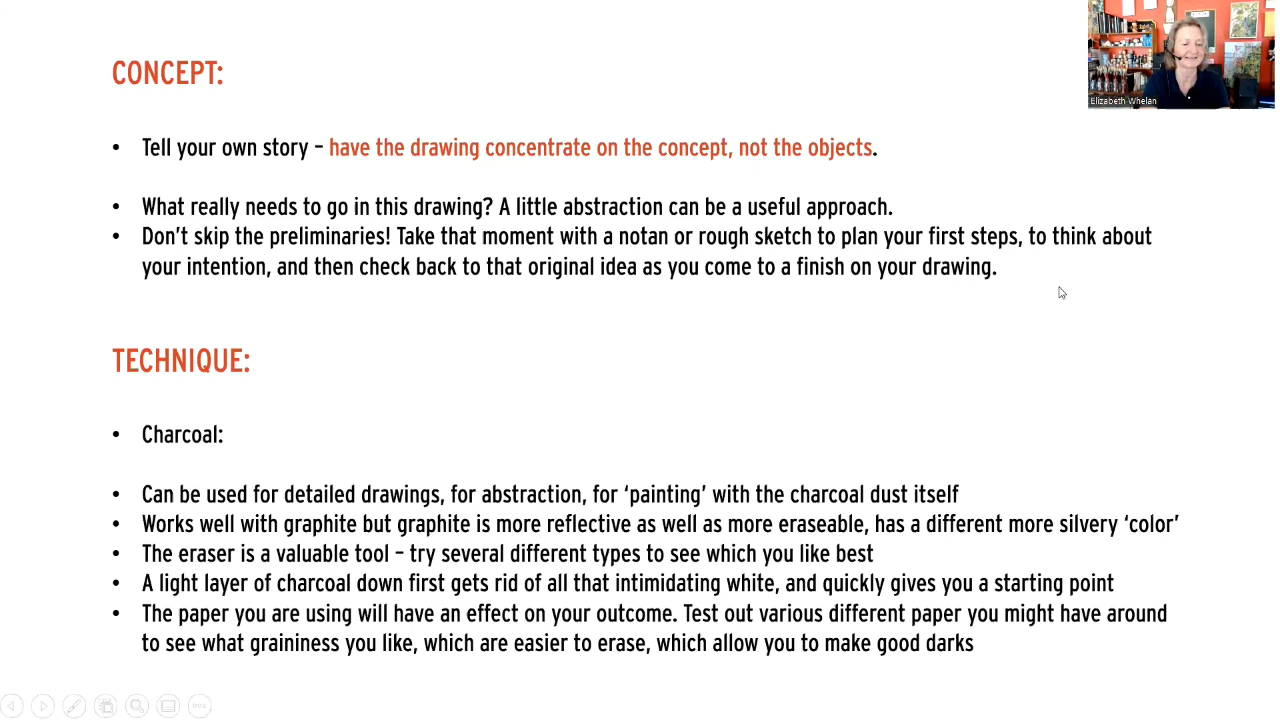 CONCEPT:
Elizabeth Whelan
• Tell your own story – have the drawing concentrate on the concept, not the objects.
• What really needs to go in this drawing? A little abstraction can be a useful approach.
• Don't skip the preliminaries! Take that moment with a notan or rough sketch to plan your first steps, to think about
your intention, and then check back to that original idea as you come to a finish on your drawing.
TECHNIQUE:
• Charcoal:
• Can be used for detailed drawings, for abstraction, for ‘painting’ with the charcoal dust itself
• Works well with graphite but graphite is more reflective as well as more eraseable, has a different more silvery ‘color’
• The eraser is a valuable tool – try several different types to see which you like best
• A light layer of charcoal down first gets rid of all that intimidating white, and quickly gives you a starting point
• The paper you are using will have an effect on your outcome. Test out various different paper you might have around
to see what graininess you like, which are easier to erase, which allow you to make good darks